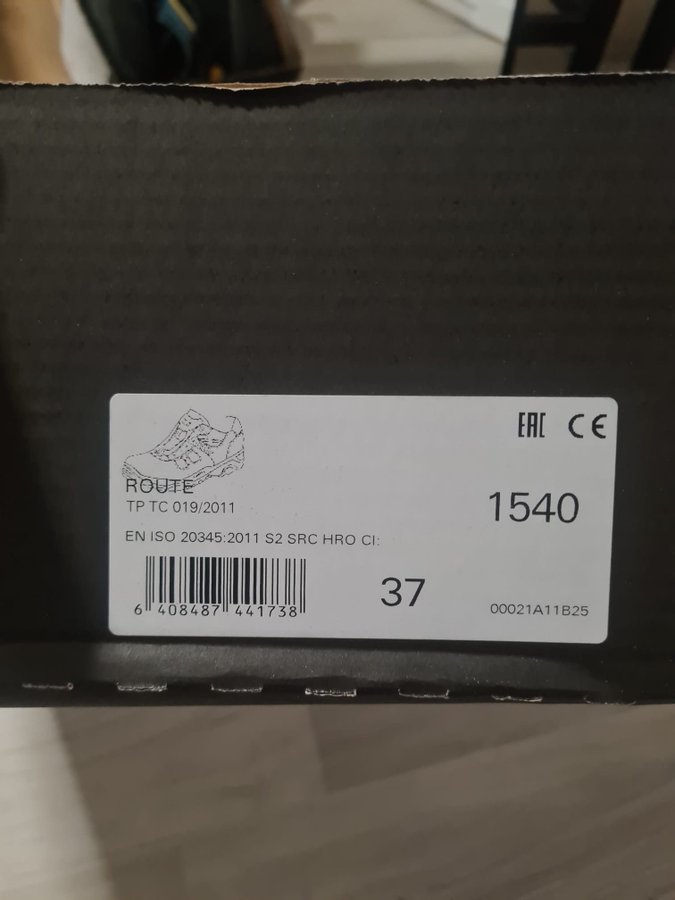 EAC CE
ROUTE
TP TC 019/2011
1540
EN ISO 20345:2011 S2 SRC HRO CI:
37
6 408487 441738
00021A11B25